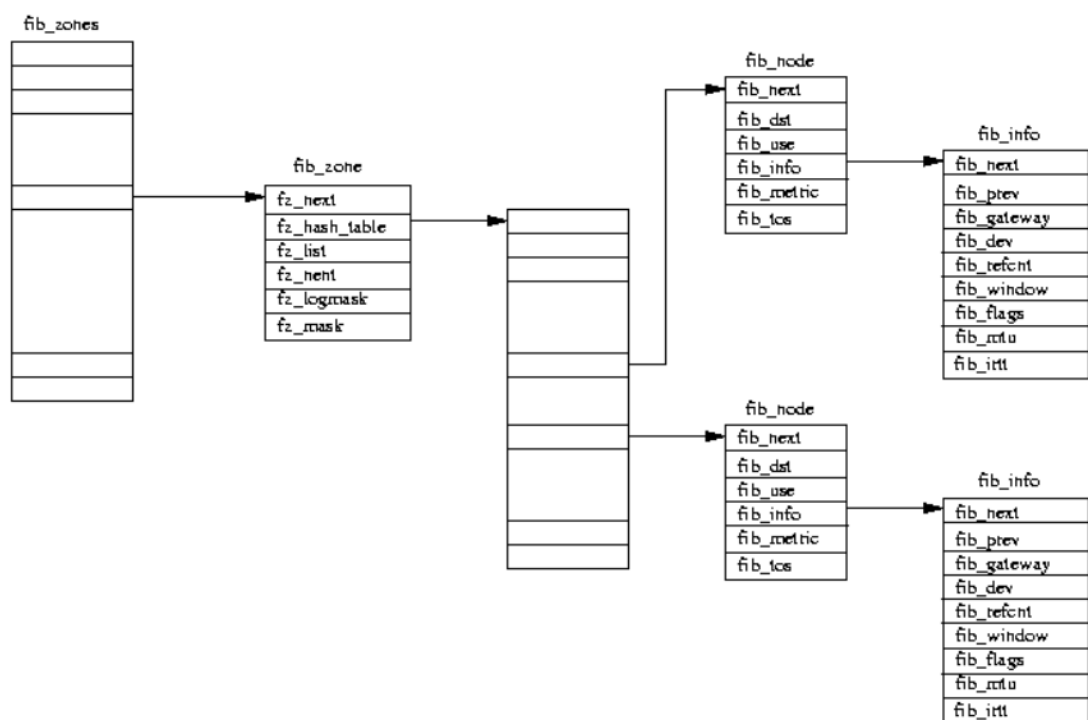 fib_zones
fib_zone
fz_next
fz_hash_table
fz_list
fz_nent
fz_logmask
fz_mask
fib_node
fib_next
fib_dst
fib_use
fib_info
fib_metric
fib_tos
fib_info
fib_next
fib_prev
fib_gateway
fib_dev
fib_refcnt
fib_window
fib_flags
fib_mtu
fib_irtt
fib_node
fib_next
fib_dst
fib_use
fib_info
fib_metric
fib_tos
fib_info
fib_next
fib_prev
fib_gateway
fib_dev
fib_refcnt
fib_window
fib_flags
fib_mtu
fib_irtt